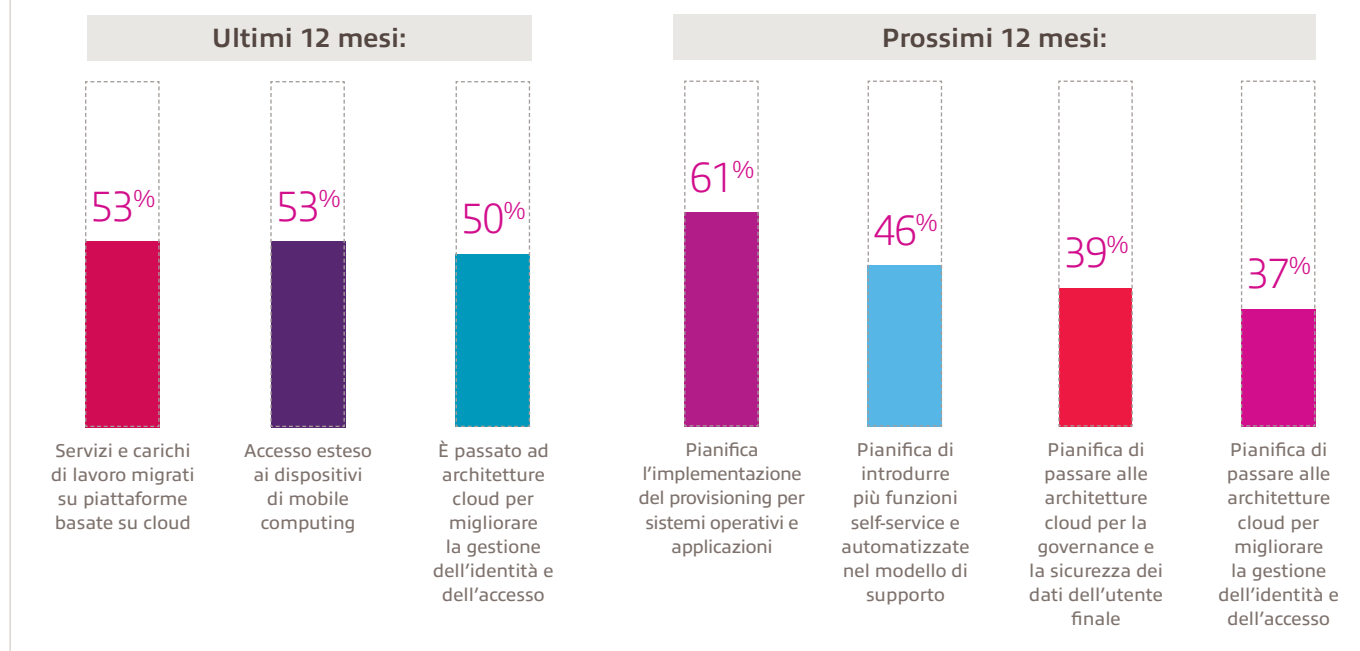 Ultimi 12 mesi:
53%
53%
50%
Servizi e carichi
di lavoro migrati
su piattaforme
basate su cloud
Accesso esteso
ai dispositivi
di mobile
computing
È passato ad
architetture
cloud per
migliorare
la gestione
dell'identità e
dell'accesso
Prossimi 12 mesi:
61%
46%
39%
37%
Pianifica
l'implementazione
del provisioning per
sistemi operativi e
applicazioni
Pianifica di
introdurre
più funzioni
self-service e
automatizzate
nel modello di
supporto
Pianifica di
passare alle
architetture
cloud per la
governance e
la sicurezza dei
dati dell'utente
finale
Pianifica di
passare alle
architetture
cloud per
migliorare
la gestione
dell'identità e
dell'accesso